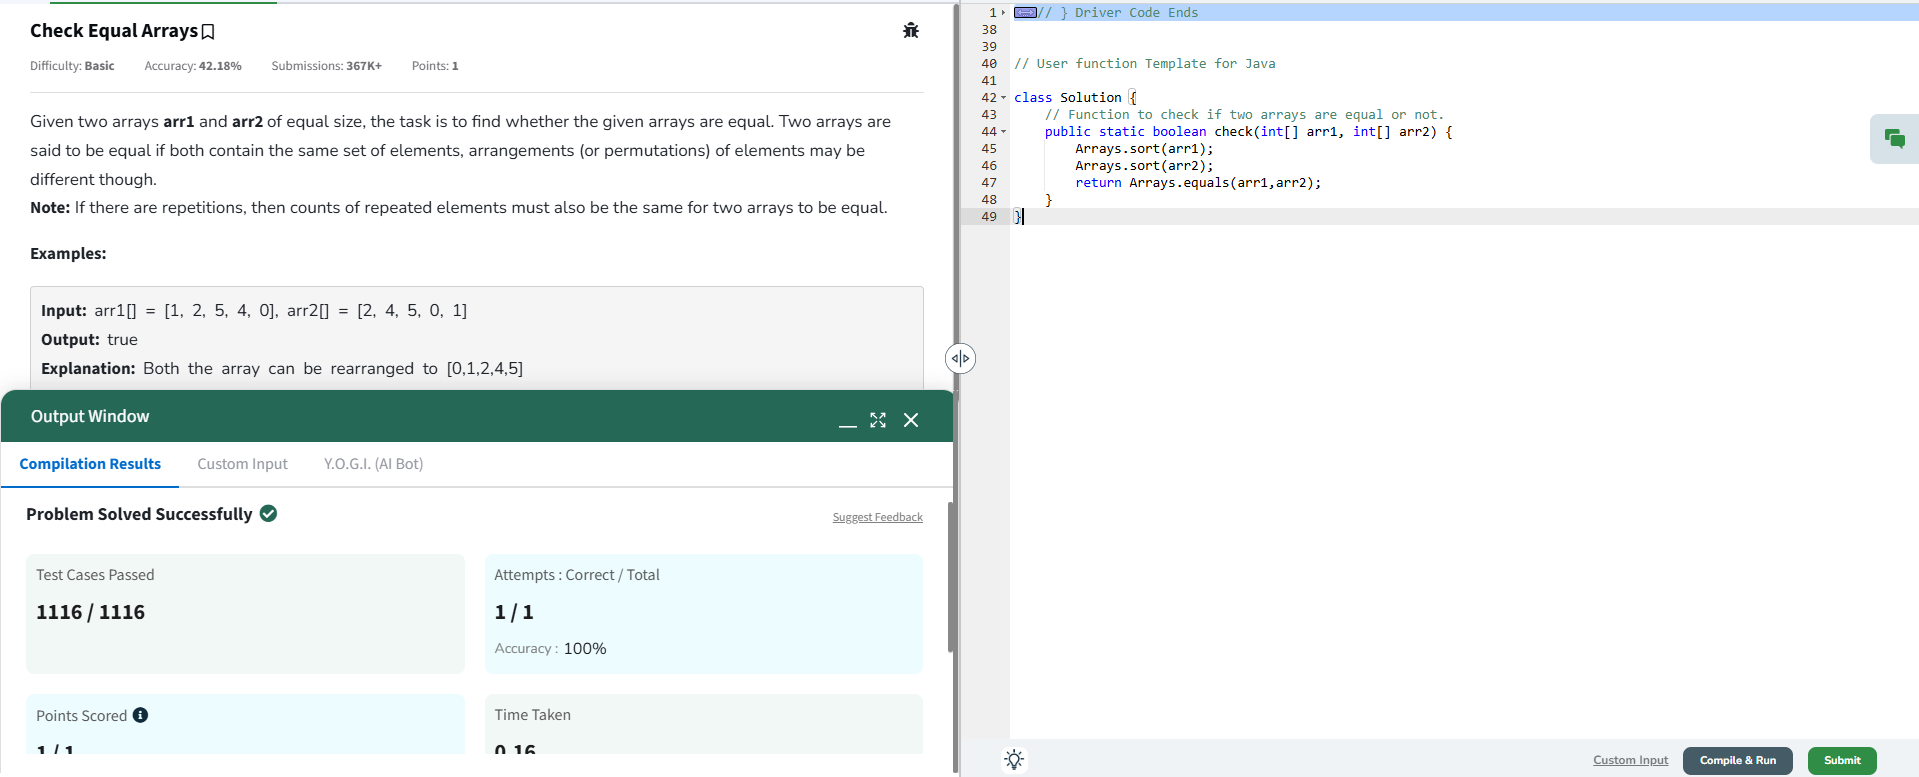 Check Equal Arrays
Difficulty: Basic Accuracy: 42.18% Submissions: 367K+ Points: 1
Given two arrays arr1 and arr2 of equal size, the task is to find whether the given arrays are equal. Two arrays are
said to be equal if both contain the same set of elements, arrangements (or permutations) of elements may be
different though.
Note: If there are repetitions, then counts of repeated elements must also be the same for two arrays to be equal.
Examples:
Input: arr1[] = [1, 2, 5, 4, 0], arr2[] = [2, 4, 5, 0, 1]
Output: true
Explanation: Both the array can be rearranged to [0,1,2,4,5]
Output Window
Compilation Results Custom Input Y.O.G.I. (AI Bot)
Problem Solved Successfully
Suggest Feedback
Test Cases Passed
1116 / 1116
Attempts : Correct / Total
1 / 1
Accuracy : 100%
Points Scored
1 / 1
Time Taken
0.16
1 // } Driver Code Ends
38
39
40 // User function Template for Java
41
42 class Solution {
43 // Function to check if two arrays are equal or not.
44 public static boolean check(int[] arr1, int[] arr2) {
45 Arrays.sort(arr1);
46 Arrays.sort(arr2);
47 return Arrays.equals(arr1,arr2);
48 }
49 }
Custom Input Compile & Run Submit